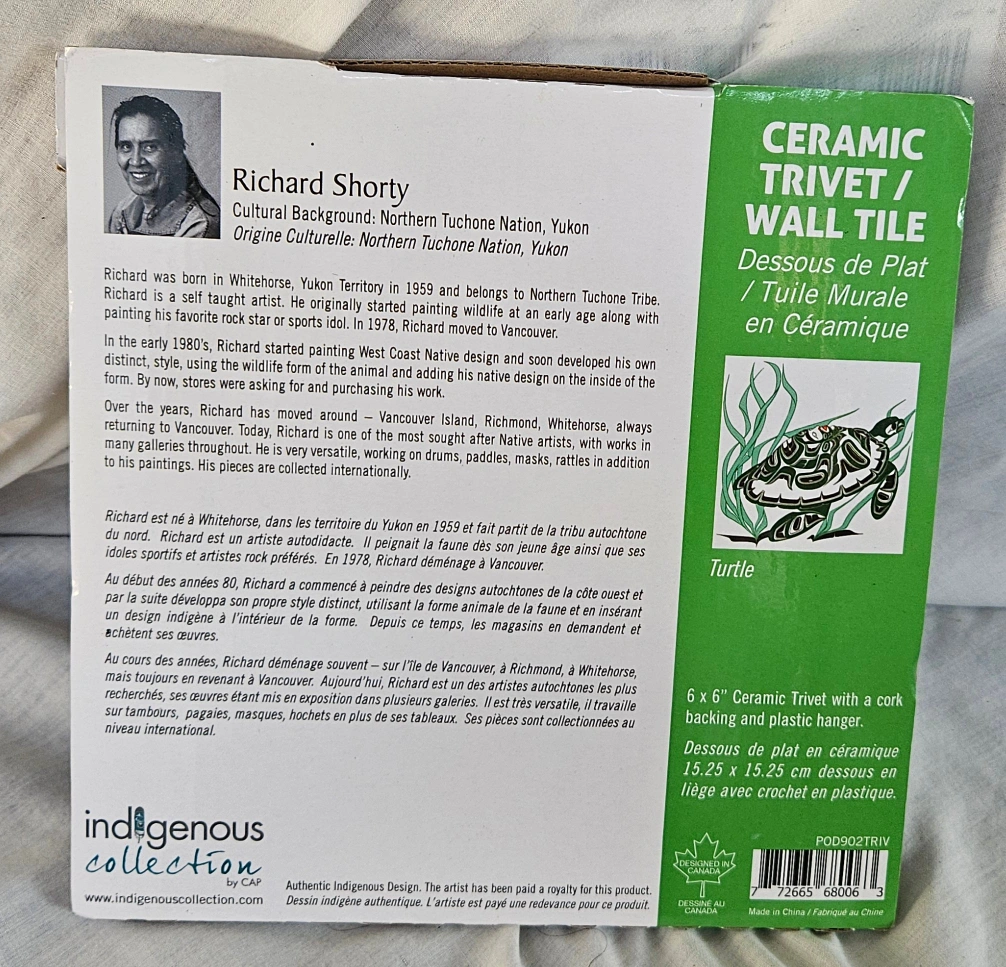 Richard Shorty
Cultural Background: Northern Tuchone Nation, Yukon
Origine Culturelle: Northern Tuchone Nation, Yukon
Richard was born in Whitehorse, Yukon Territory in 1959 and belongs to Northern Tuchone Tribe.
Richard is a self taught artist. He originally started painting wildlife at an early age along with
painting his favorite rock star or sports idol. In 1978, Richard moved to Vancouver.
In the early 1980's, Richard started painting West Coast Native design and soon developed his own
distinct, style, using the wildlife form of the animal and adding his native design on the inside of the
form. By now, stores were asking for and purchasing his work.
Over the years, Richard has moved around – Vancouver Island, Richmond, Whitehorse, always
returning to Vancouver. Today, Richard is one of the most sought after Native artists, with works in
many galleries throughout. He is very versatile, working on drums, paddles, masks, rattles in addition
to his paintings. His pieces are collected internationally.
Richard est né à Whitehorse, dans les territoire du Yukon en 1959 et fait partit de la tribu autochtone
du nord. Richard est un artiste autodidacte. Il peignait la faune dès son jeune âge ainsi que ses
idoles sportifs et artistes rock préférés. En 1978, Richard déménage à Vancouver.
Au début des années 80, Richard a commencé à peindre des designs autochtones de la côte ouest et
par la suite développa son propre style distinct, utilisant la forme animale de la faune et en insérant
un design indigène à l'intérieur de la forme. Depuis ce temps, les magasins en demandent et
achètent ses œuvres.
Au cours des années, Richard déménage souvent – sur l'île de Vancouver, à Richmond, à Whitehorse,
mais toujours en revenant à Vancouver. Aujourd'hui, Richard est un des artistes autochtones les plus
recherchés, ses œuvres étant mis en exposition dans plusieurs galeries. Il est très versatile, il travaille
sur tambours, pagaies, masques, hochets en plus de ses tableaux. Ses pièces sont collectionnées au
niveau international.
indigenous
collection
by CAP
www.indigenouscollection.com
Authentic Indigenous Design. The artist has been paid a royalty for this product.
Dessin indigène authentique. L'artiste est payé une redevance pour ce produit.
CERAMIC
TRIVET /
WALL TILE
Dessous de Plat
/ Tuile Murale
en Céramique
Turtle
6 x 6" Ceramic Trivet with a cork
backing and plastic hanger.
Dessous de plat en céramique
15.25 x 15.25 cm dessous en
liège avec crochet en plastique.
DESIGNED IN
CANADA
DESSINÉ AU
CANADA
POD902TRIV
7 72665 68006 3
Made in China / Fabriqué au Chine